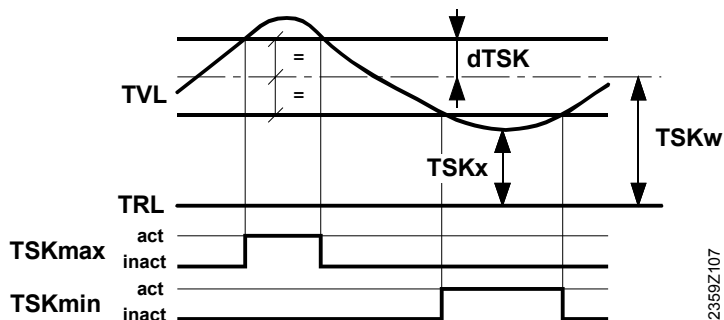 =
dTSK
=
TVL
TSKw
TSKx
TRL
act
TSKmax
inact
act
TSKmin
inact
2359Z107